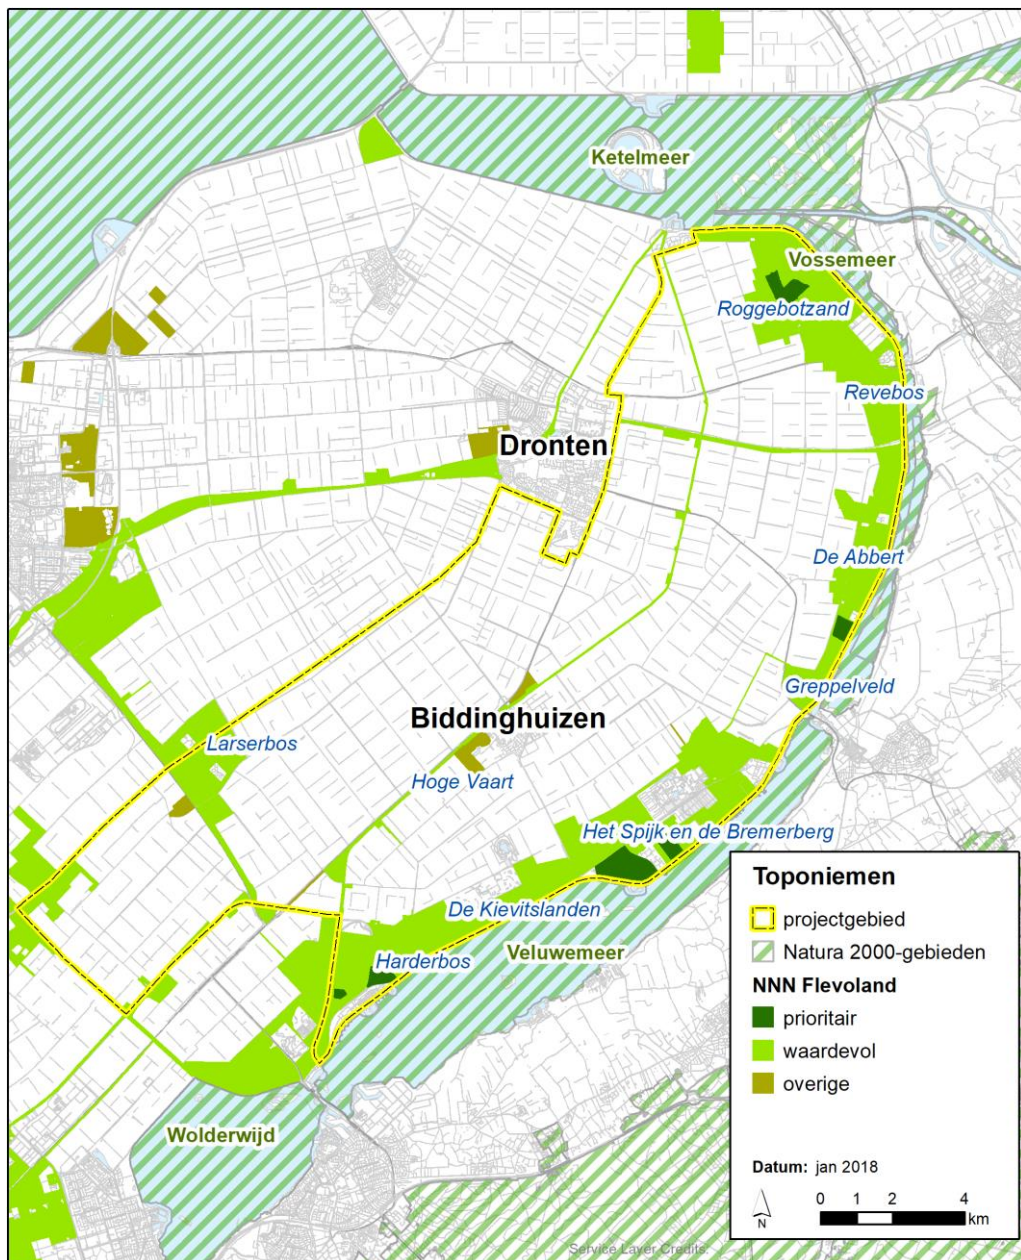 Ketelmeer
Vossemeer
Roggebotzand
Revebos
Dronten
De Abbert
Greppelveld
Biddinghuizen
Larserbos
Hoge Vaart
Het Spijk en de Bremerberg
De Kievitslanden
Veluwemeer
Harderbos
Wolderwijd
Toponiemen
projectgebied
Natura 2000-gebieden
NNN Flevoland
prioritair
waardevol
overige
Datum: jan 2018
0 1 2 4
km
N
Service Layer Credits: